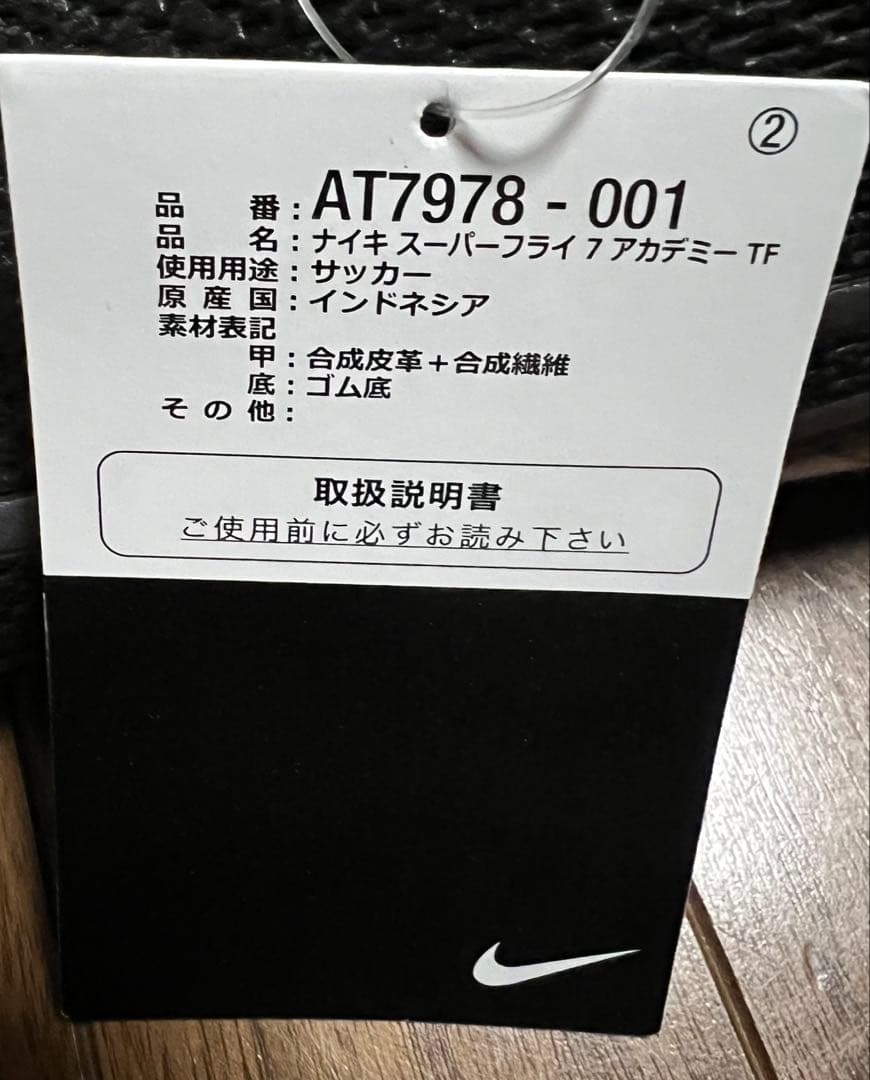 ②
品番：AT7978 - 001
品名：ナイキ スーパーフライ 7 アカデミー TF
使用用途：サッカー
原産国：インドネシア
素材表記
甲：合成皮革＋合成繊維
底：ゴム底
その他：
取扱説明書
ご使用前に必ずお読み下さい